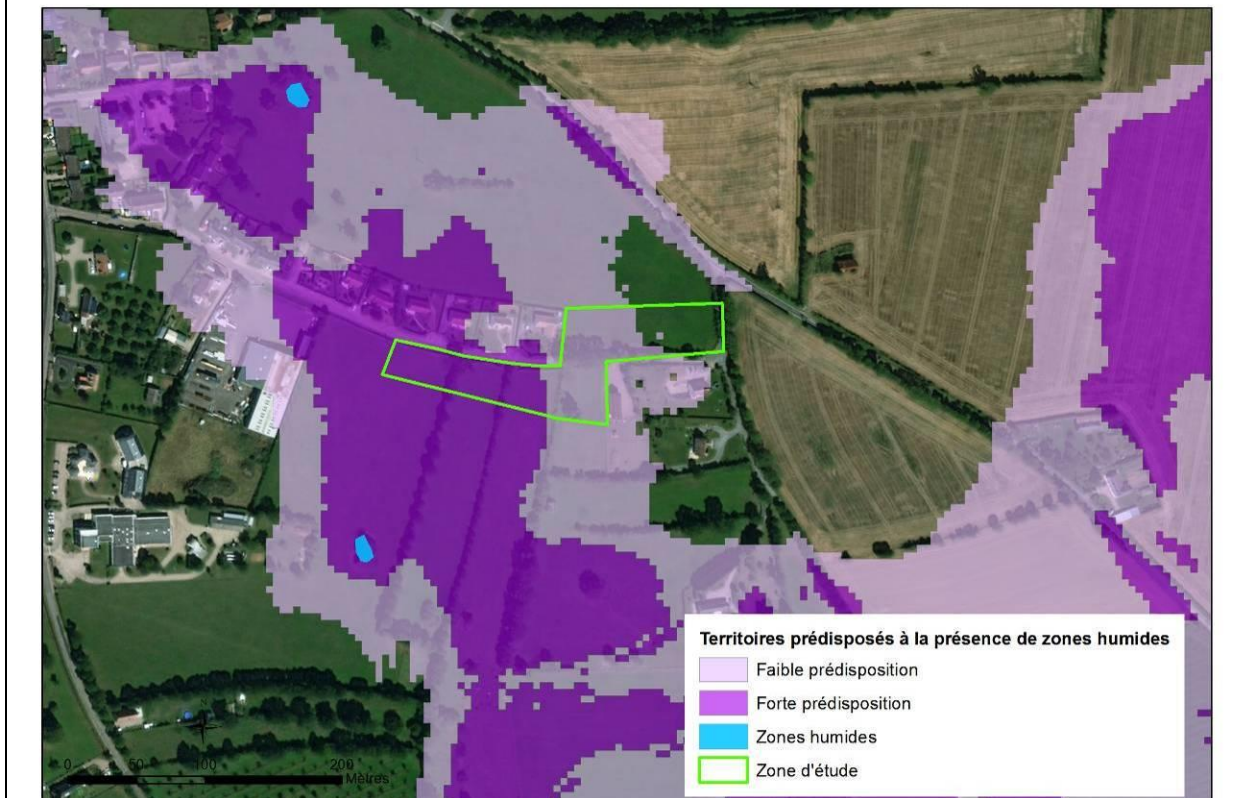 Territoires prédisposés à la présence de zones humides
Faible prédisposition
Forte prédisposition
Zones humides
Zone d'étude
0 50 100 200
Mètres